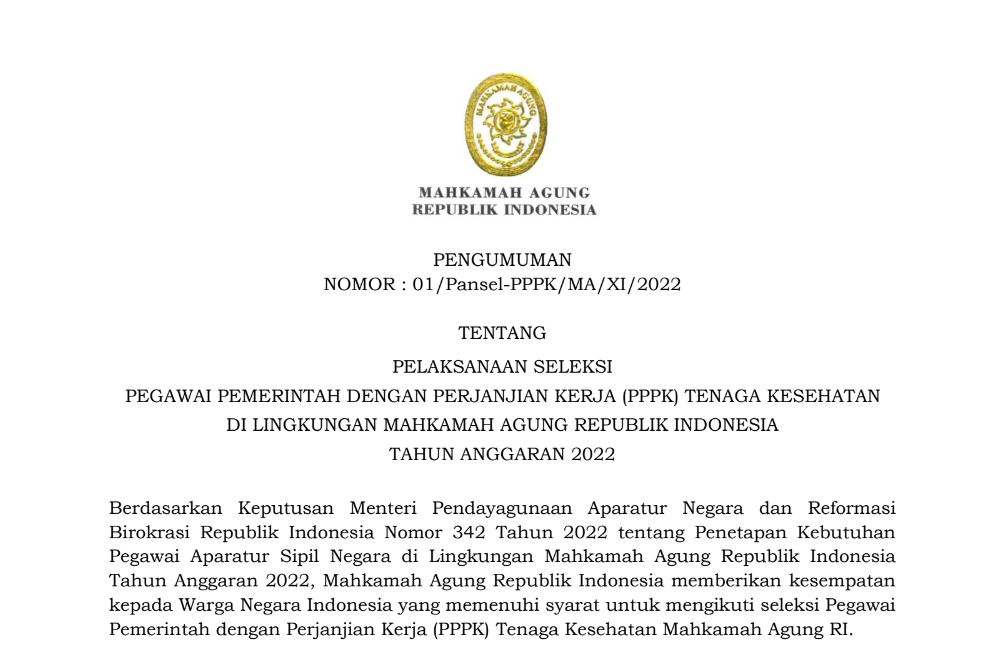 MAHKAMAH AGUNG
MAHKAMAH AGUNG
REPUBLIK INDONESIA
PENGUMUMAN
NOMOR : 01/Pansel-PPPK/MA/XI/2022
TENTANG
PELAKSANAAN SELEKSI
PEGAWAI PEMERINTAH DENGAN PERJANJIAN KERJA (PPPK) TENAGA KESEHATAN
DI LINGKUNGAN MAHKAMAH AGUNG REPUBLIK INDONESIA
TAHUN ANGGARAN 2022
Berdasarkan Keputusan Menteri Pendayagunaan Aparatur Negara dan Reformasi
Birokrasi Republik Indonesia Nomor 342 Tahun 2022 tentang Penetapan Kebutuhan
Pegawai Aparatur Sipil Negara di Lingkungan Mahkamah Agung Republik Indonesia
Tahun Anggaran 2022, Mahkamah Agung Republik Indonesia memberikan kesempatan
kepada Warga Negara Indonesia yang memenuhi syarat untuk mengikuti seleksi Pegawai
Pemerintah dengan Perjanjian Kerja (PPPK) Tenaga Kesehatan Mahkamah Agung RI.